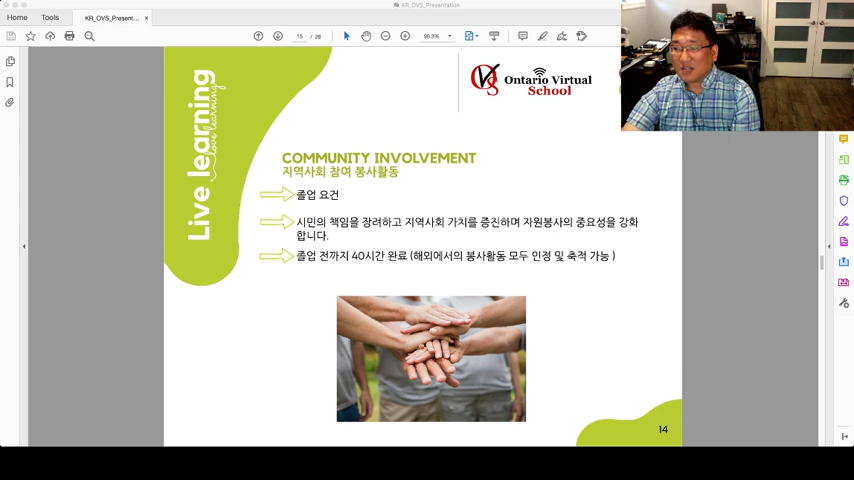 KR_OVS_Presentation
Home
Tools
KR_OVS_Present...
15 / 28
96.3%
Live learning
love learning
Ontario Virtual
School
COMMUNITY INVOLVEMENT
지역사회 참여 봉사활동
졸업 요건
시민의 책임을 장려하고 지역사회 가치를 증진하며 자원봉사의 중요성을 강화
합니다.
졸업 전까지 40시간 완료 (해외에서의 봉사활동 모두 인정 및 축적 가능 )
14